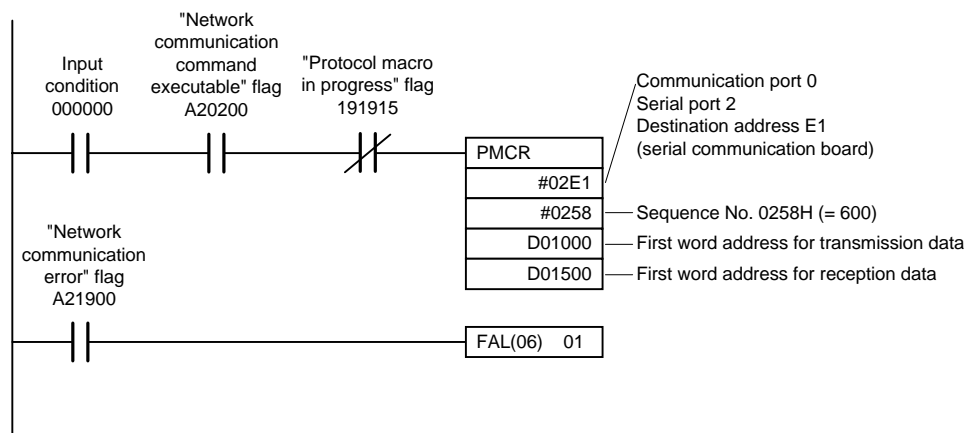 "Network
communication
command
executable" flag
A20200
Input
condition
000000
"Protocol macro
in progress" flag
191915
Communication port 0
Serial port 2
Destination address E1
(serial communication board)
PMCR
#02E1
#0258
Sequence No. 0258H (= 600)
D01000
First word address for transmission data
D01500
First word address for reception data
"Network
communication
error" flag
A21900
FAL(06) 01